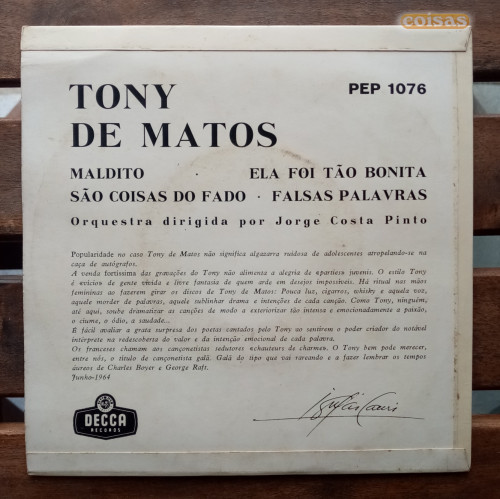 coisas
TONY
DE MATOS
PEP 1076
MALDITO · ELA FOI TÃO BONITA
SÃO COISAS DO FADO · FALSAS PALAVRAS
Orquestra dirigida por Jorge Costa Pinto
Popularidade no caso Tony de Matos não significa algazarra ruidosa de adolescentes atropelando-se na
caça de autógrafos.
A venda fortíssima das gravações do Tony não alimenta a alegria de «parties» juvenis. O estilo Tony
é evicios de gente vivida e livre fantasia de quem arde em desejos impossíveis. Há ritual nas mãos
femininas ao fazerem girar os discos de Tony de Matos: Pouca luz, cigarros, whisky e aquela voz,
aquele morder de palavras, aquele sublinhar drama e intenções de cada canção. Como Tony, ninguém,
até aqui, soube dramatizar as canções de modo a exteriorizar tão intensa e emocionadamente a paixão,
o ciúme, o ódio, a saudade...
É fácil avaliar a grata surpresa dos poetas cantados pelo Tony ao sentirem o poder criador do notável
intérprete na redescoberta do valor e da intenção emocional de cada palavra.
Os franceses chamam aos cançonetistas sedutores echauteurs de charme». O Tony bem pode merecer,
entre nós, o título de cançonetista galã. Galã do tipo que vai rareando e a fazer lembrar os tempos
áureos de Charles Boyer e George Raft.
Junho-1964
DECCA
RECORDS